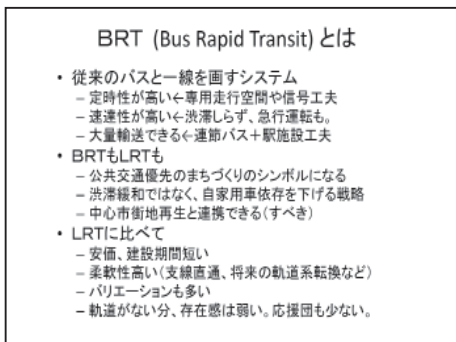 BRT (Bus Rapid Transit) とは
• 従来のバスと一線を画すシステム
– 定時性が高い←専用走行空間や信号工夫
– 速達性が高い←渋滞しらず、急行運転も。
– 大量輸送できる←連節バス＋駅施設工夫
• BRTもLRTも
– 公共交通優先のまちづくりのシンボルになる
– 渋滞緩和ではなく、自家用車依存を下げる戦略
– 中心市街地再生と連携できる(すべき)
• LRTに比べて
– 安価、建設期間短い
– 柔軟性高い(支線直通、将来の軌道系転換など)
– バリエーションも多い
– 軌道がない分、存在感は弱い。応援団も少ない。